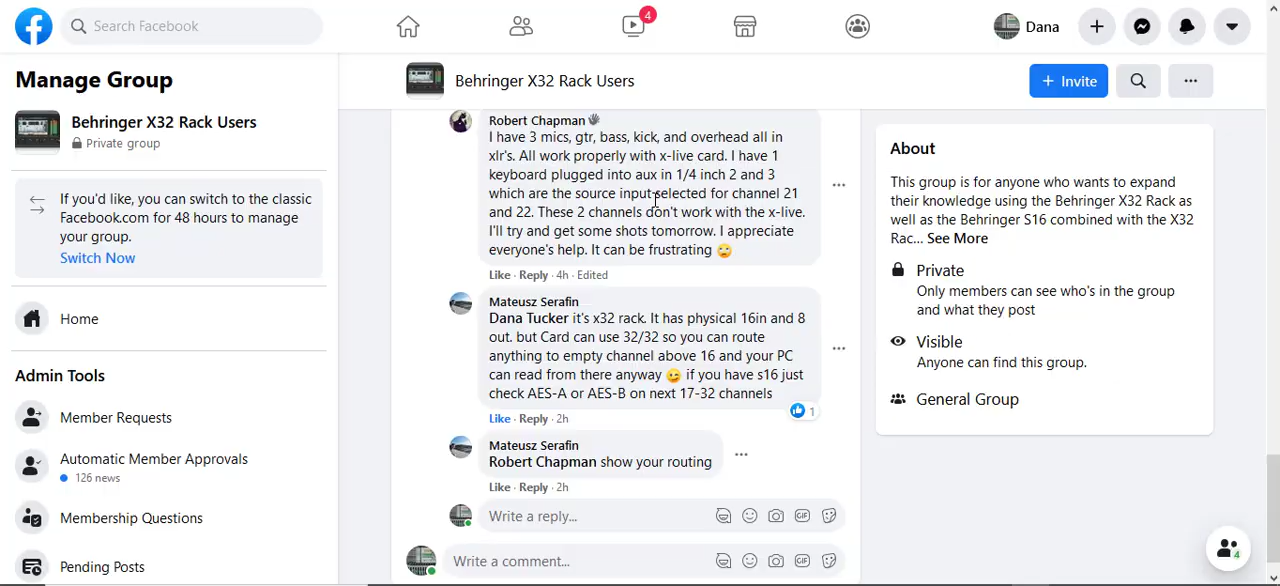 Search Facebook
4
Dana
Manage Group
Behringer X32 Rack Users
Private group
If you'd like, you can switch to the classic
Facebook.com for 48 hours to manage
your group.
Switch Now
Home
Admin Tools
Member Requests
Automatic Member Approvals
126 news
Membership Questions
Pending Posts
Behringer X32 Rack Users
+ Invite
Robert Chapman
I have 3 mics, gtr, bass, kick, and overhead all in
xlr's. All work properly with x-live card. I have 1
keyboard plugged into aux in 1/4 inch 2 and 3
which are the source input selected for channel 21
and 22. These 2 channels don't work with the x-live.
I'll try and get some shots tomorrow. I appreciate
everyone's help. It can be frustrating 🙄
Like · Reply · 4h · Edited
Mateusz Serafin
Dana Tucker it's x32 rack. It has physical 16in and 8
out. but Card can use 32/32 so you can route
anything to empty channel above 16 and your PC
can read from there anyway 😉 if you have s16 just
check AES-A or AES-B on next 17-32 channels
1
Like · Reply · 2h
Mateusz Serafin
Robert Chapman show your routing
Like · Reply · 2h
Write a reply...
GIF
Write a comment...
GIF
About
This group is for anyone who wants to expand
their knowledge using the Behringer X32 Rack as
well as the Behringer S16 combined with the X32
Rac... See More
Private
Only members can see who's in the group
and what they post
Visible
Anyone can find this group.
General Group
4